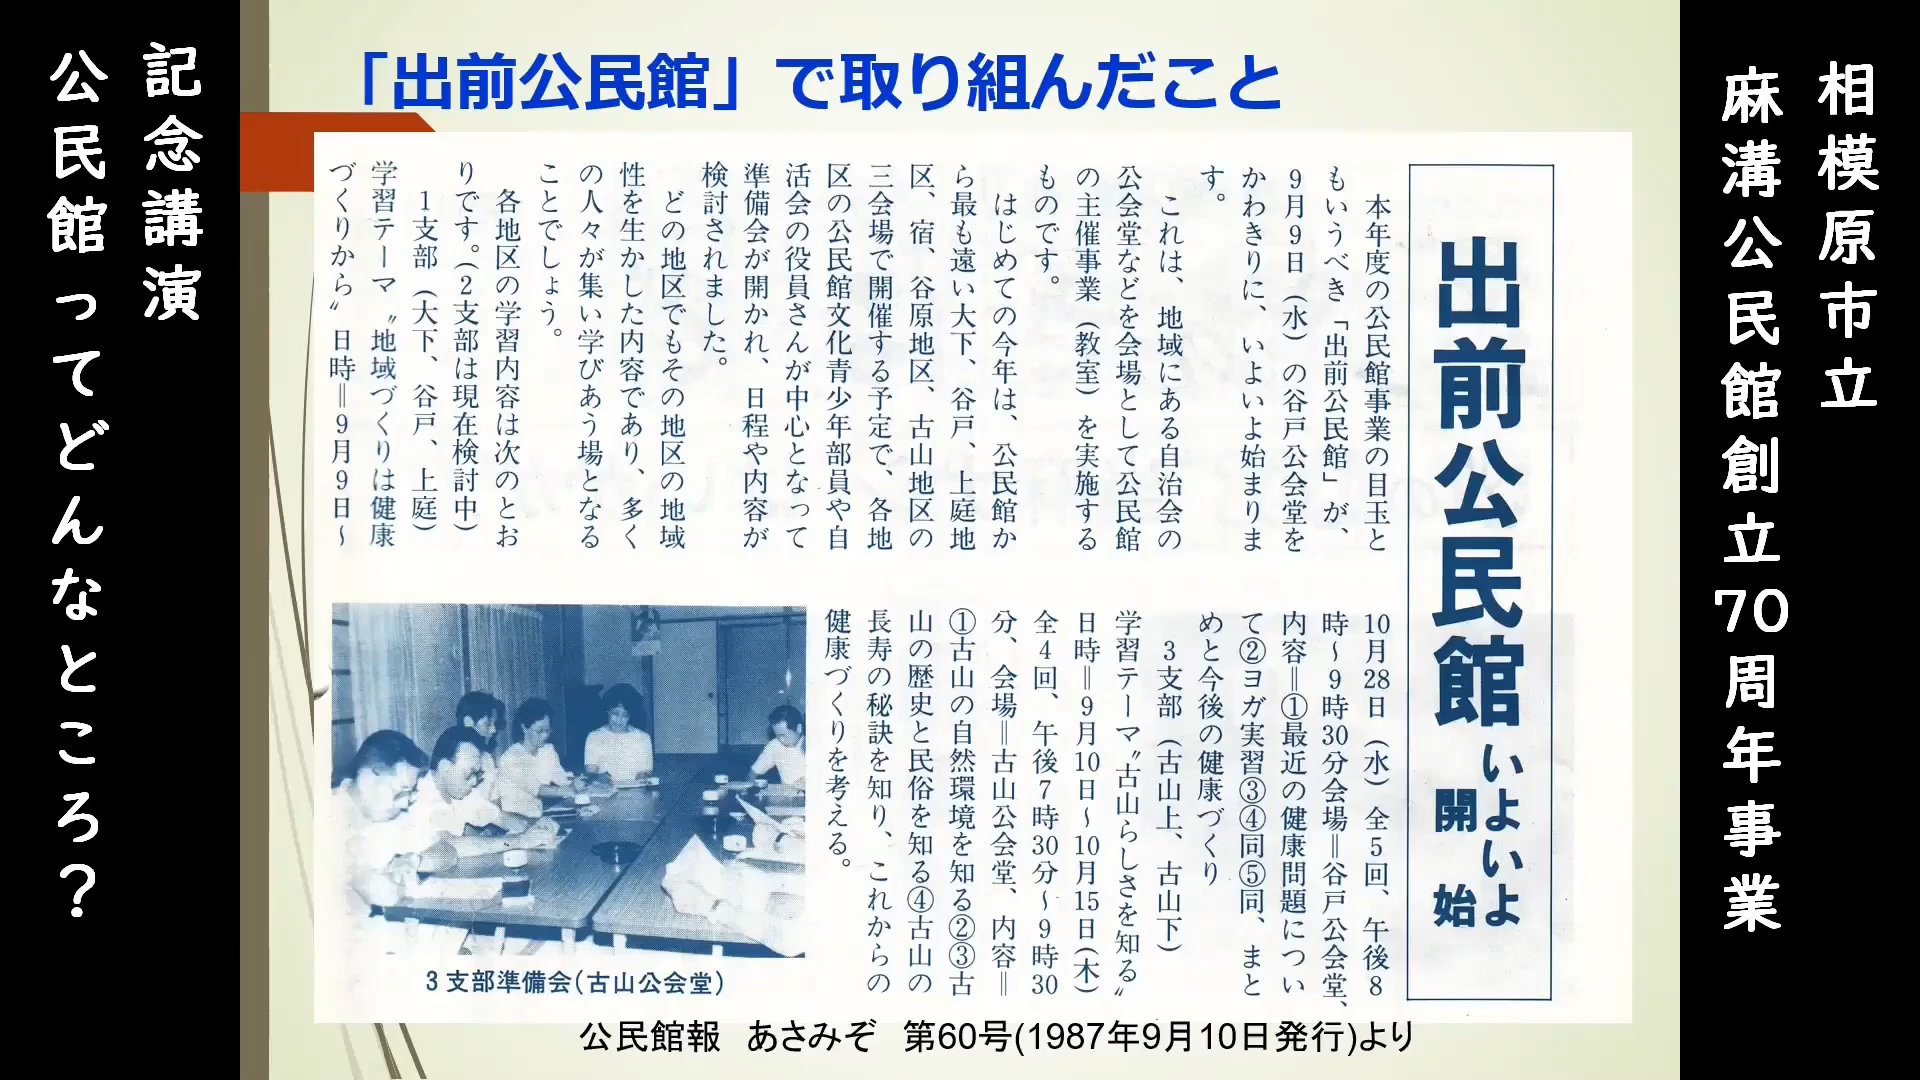 相模原市立
麻溝公民館創立70周年事業
記念講演
公民館ってどんなところ?
「出前公民館」で取り組んだこと
出前公民館
いよいよ
開始
本年度の公民館事業の目玉と
もいうべき「出前公民館」が、
9月9日(水)の谷戸公会堂を
かわきりに、いよいよ始まりま
す。
これは、地域にある自治会の
公会堂などを会場として公民館
の主催事業(教室)を実施する
ものです。
はじめての今年は、公民館か
ら最も遠い大下、谷戸、上庭地
区、宿、谷原地区、古山地区の
三会場で開催する予定で、各地
区の公民館文化青少年部員や自
活会の役員さんが中心となって
準備会が開かれ、日程や内容が
検討されました。
どの地区でもその地区の地域
性を生かした内容であり、多く
の人々が集い学びあう場となる
ことでしょう。
各地区の学習内容は次のとお
りです。(2支部は現在検討中)
1支部(大下、谷戸、上庭)
学習テーマ〝地域づくりは健康
づくりから〟日時=9月9日~
10月28日(水)全5回、午後8
時~9時30分会場=谷戸公会堂、
内容=①最近の健康問題につい
て②ヨガ実習③④同⑤同、まと
めと今後の健康づくり
3支部(古山上、古山下)
学習テーマ〝古山らしさを知る〟
日時=9月10日~10月15日(木)
全4回、午後7時30分~9時30
分、会場=古山公会堂、内容=
①古山の自然環境を知る②③古
山の歴史と民俗を知る④古山の
長寿の秘訣を知り、これからの
健康づくりを考える。
3支部準備会(古山公会堂)
公民館報 あさみぞ 第60号(1987年9月10日発行)より